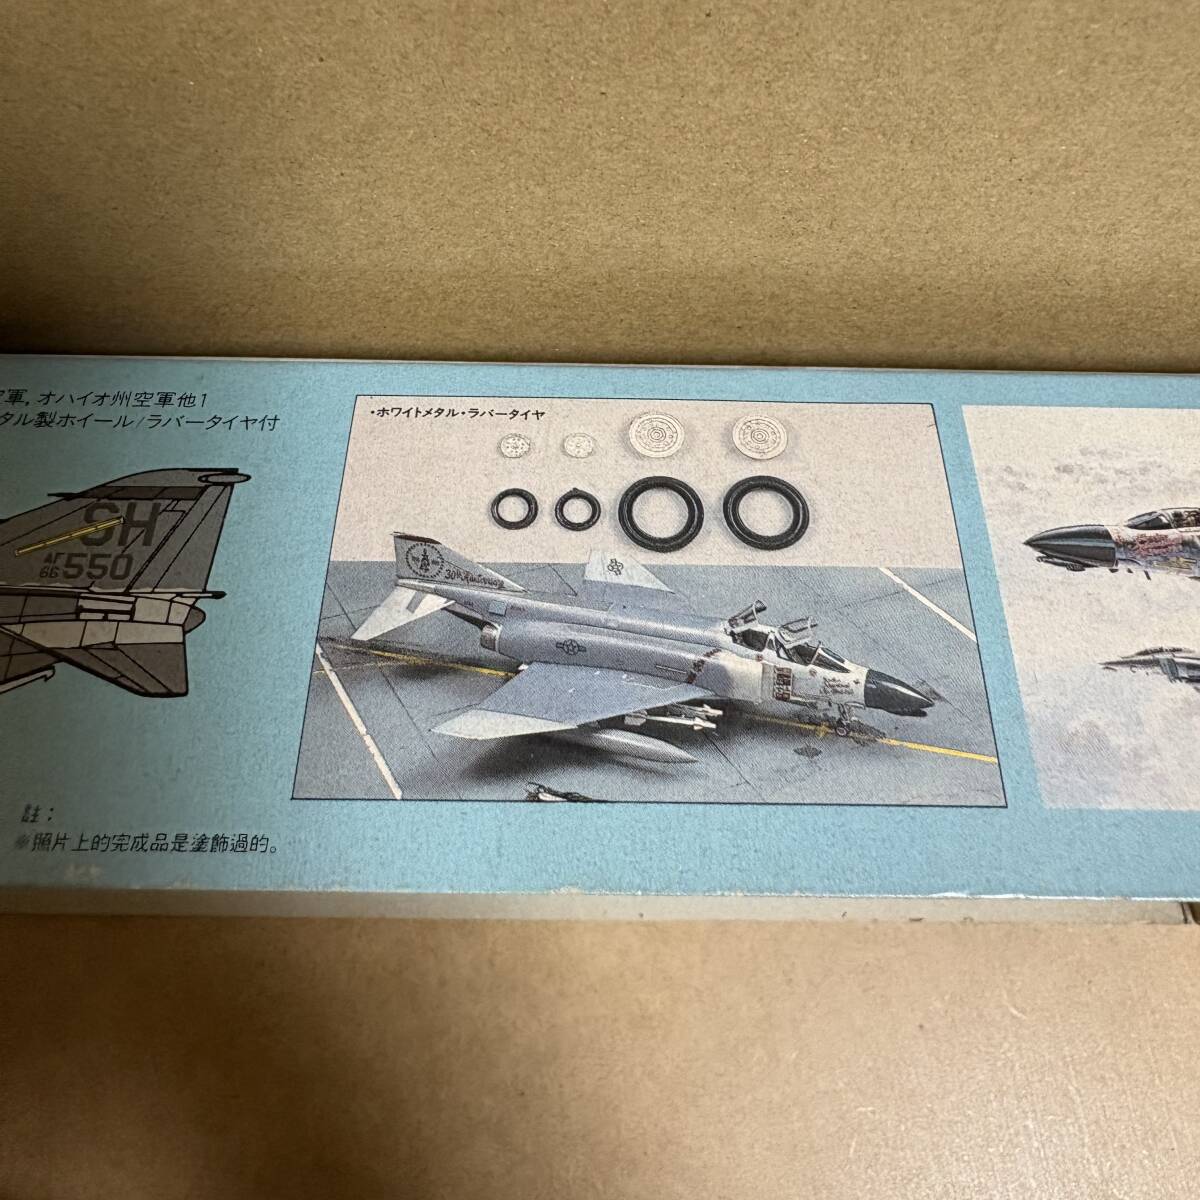 軍，オハイオ州空軍他1
タル製ホイール/ラバータイヤ付
・ホワイトメタル・ラバータイヤ
SH
AF
66 550
30th Anniversary
註：
※照片上的完成品是塗飾過的。